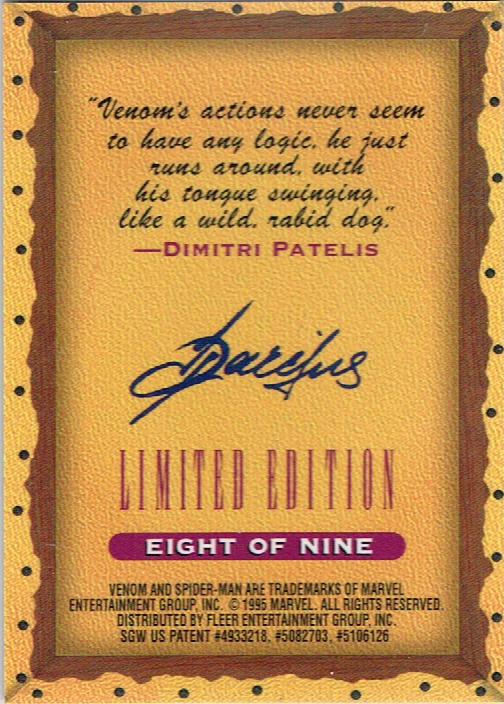 "Venom's actions never seem
to have any logic, he just
runs around, with
his tongue swinging,
like a wild, rabid dog."
—DIMITRI PATELIS
LIMITED EDITION
EIGHT OF NINE
VENOM AND SPIDER-MAN ARE TRADEMARKS OF MARVEL
ENTERTAINMENT GROUP, INC. © 1995 MARVEL. ALL RIGHTS RESERVED.
DISTRIBUTED BY FLEER ENTERTAINMENT GROUP, INC.
SGW US PATENT #4933218, #5082703, #5106126